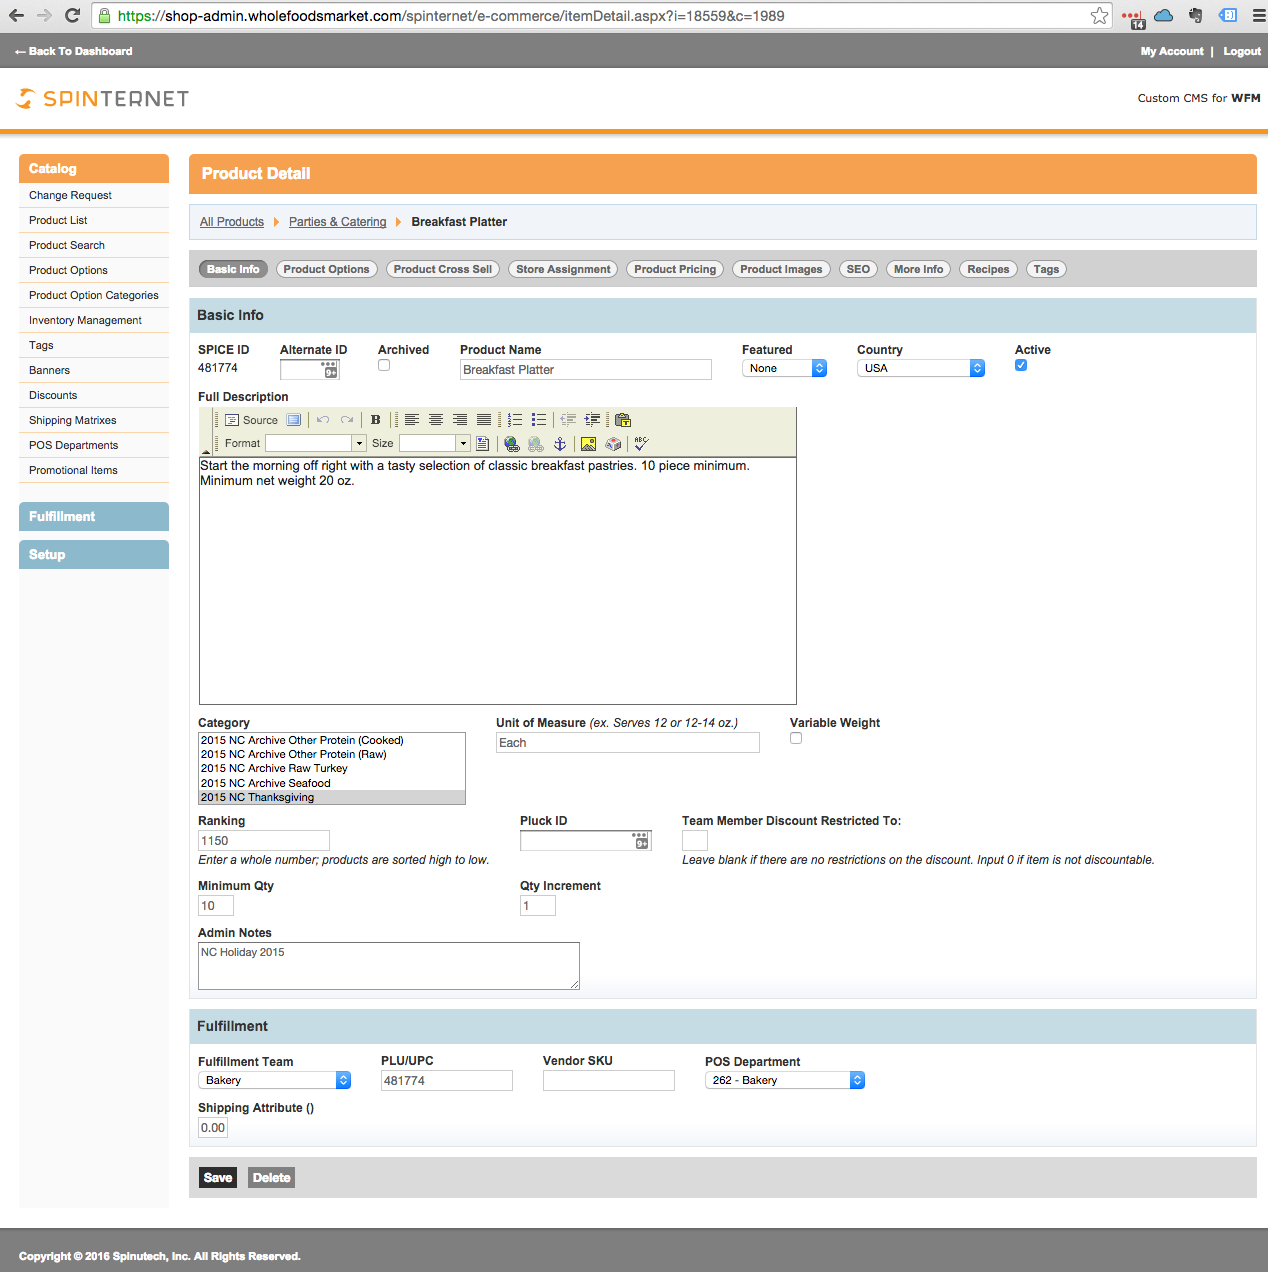 https://shop-admin.wholefoodsmarket.com/spinternet/e-commerce/itemDetail.aspx?i=18559&c=1989
14
← Back To Dashboard
My Account | Logout
SPINTERNET
Custom CMS for WFM
Catalog
Change Request
Product List
Product Search
Product Options
Product Option Categories
Inventory Management
Tags
Banners
Discounts
Shipping Matrixes
POS Departments
Promotional Items
Fulfillment
Setup
Product Detail
All Products Parties & Catering Breakfast Platter
Basic Info Product Options Product Cross Sell Store Assignment Product Pricing Product Images SEO More Info Recipes Tags
Basic Info
SPICE ID Alternate ID Archived Product Name Featured Country Active
481774 9+ Breakfast Platter None USA
Full Description
Source B
Format Size ABC
Start the morning off right with a tasty selection of classic breakfast pastries. 10 piece minimum.
Minimum net weight 20 oz.
Category Unit of Measure (ex. Serves 12 or 12-14 oz.) Variable Weight
2015 NC Archive Other Protein (Cooked) Each
2015 NC Archive Other Protein (Raw)
2015 NC Archive Raw Turkey
2015 NC Archive Seafood
2015 NC Thanksgiving
Ranking Pluck ID Team Member Discount Restricted To:
1150 9+
Enter a whole number; products are sorted high to low. Leave blank if there are no restrictions on the discount. Input 0 if item is not discountable.
Minimum Qty Qty Increment
10 1
Admin Notes
NC Holiday 2015
Fulfillment
Fulfillment Team PLU/UPC Vendor SKU POS Department
Bakery 481774 262 - Bakery
Shipping Attribute ()
0.00
Save Delete
Copyright © 2016 Spinutech, Inc. All Rights Reserved.